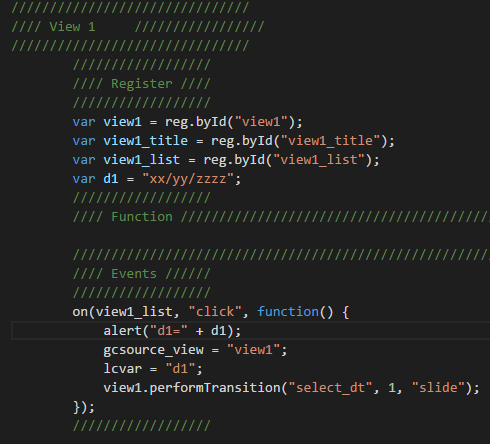 ///////////////////////////////
//// View 1     /////////////////
///////////////////////////////
        //////////////////
        //// Register ////
        //////////////////
        var view1 = reg.byId("view1");
        var view1_title = reg.byId("view1_title");
        var view1_list = reg.byId("view1_list");
        var d1 = "xx/yy/zzzz";
        //////////////////
        //// Function ////////////////////////////////////////
        //////////////////////////////////////////////////////
        //// Events //////
        //////////////////
        on(view1_list, "click", function() {
            alert("d1=" + d1);
            gcsource_view = "view1";
            lcvar = "d1";
            view1.performTransition("select_dt", 1, "slide");
        });
        //////////////////